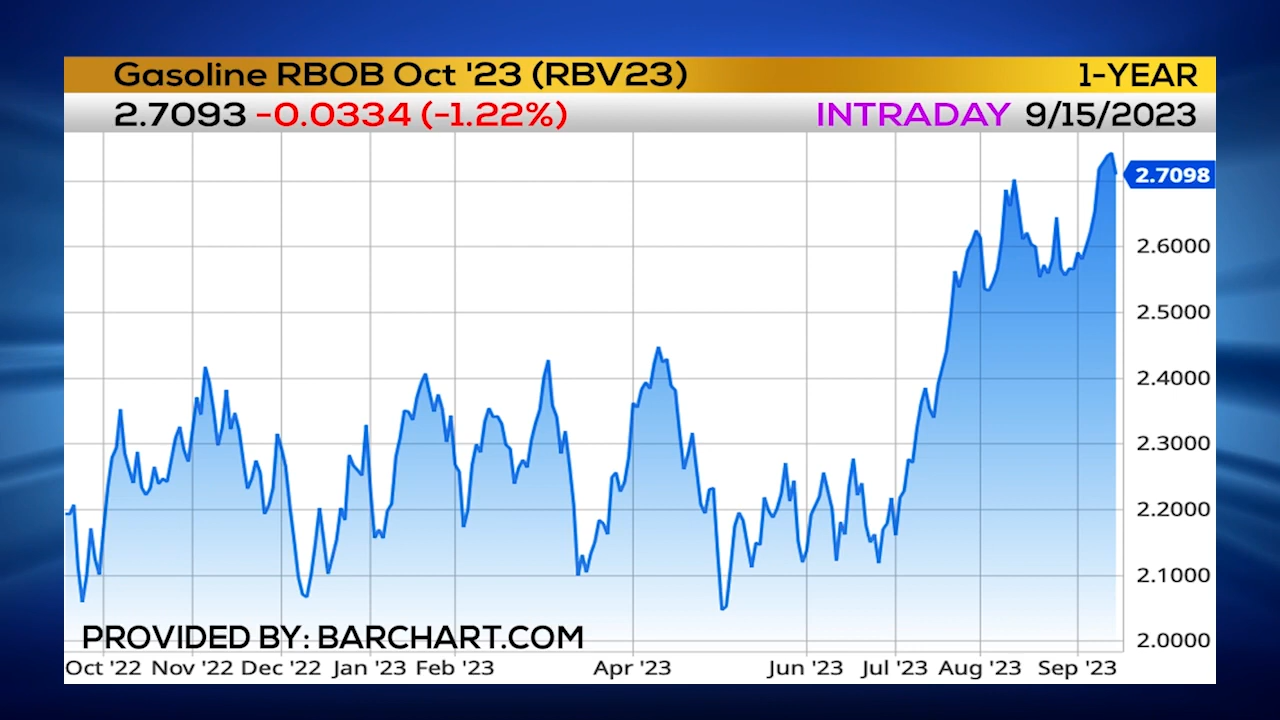 Gasoline RBOB Oct '23 (RBV23) 1-YEAR
2.7093 -0.0334 (-1.22%) INTRADAY 9/15/2023
2.7098
2.6000
2.5000
2.4000
2.3000
2.2000
2.1000
2.0000
PROVIDED BY: BARCHART.COM
Oct '22 Nov '22 Dec '22 Jan '23 Feb '23 Apr '23 Jun '23 Jul '23 Aug '23 Sep '23